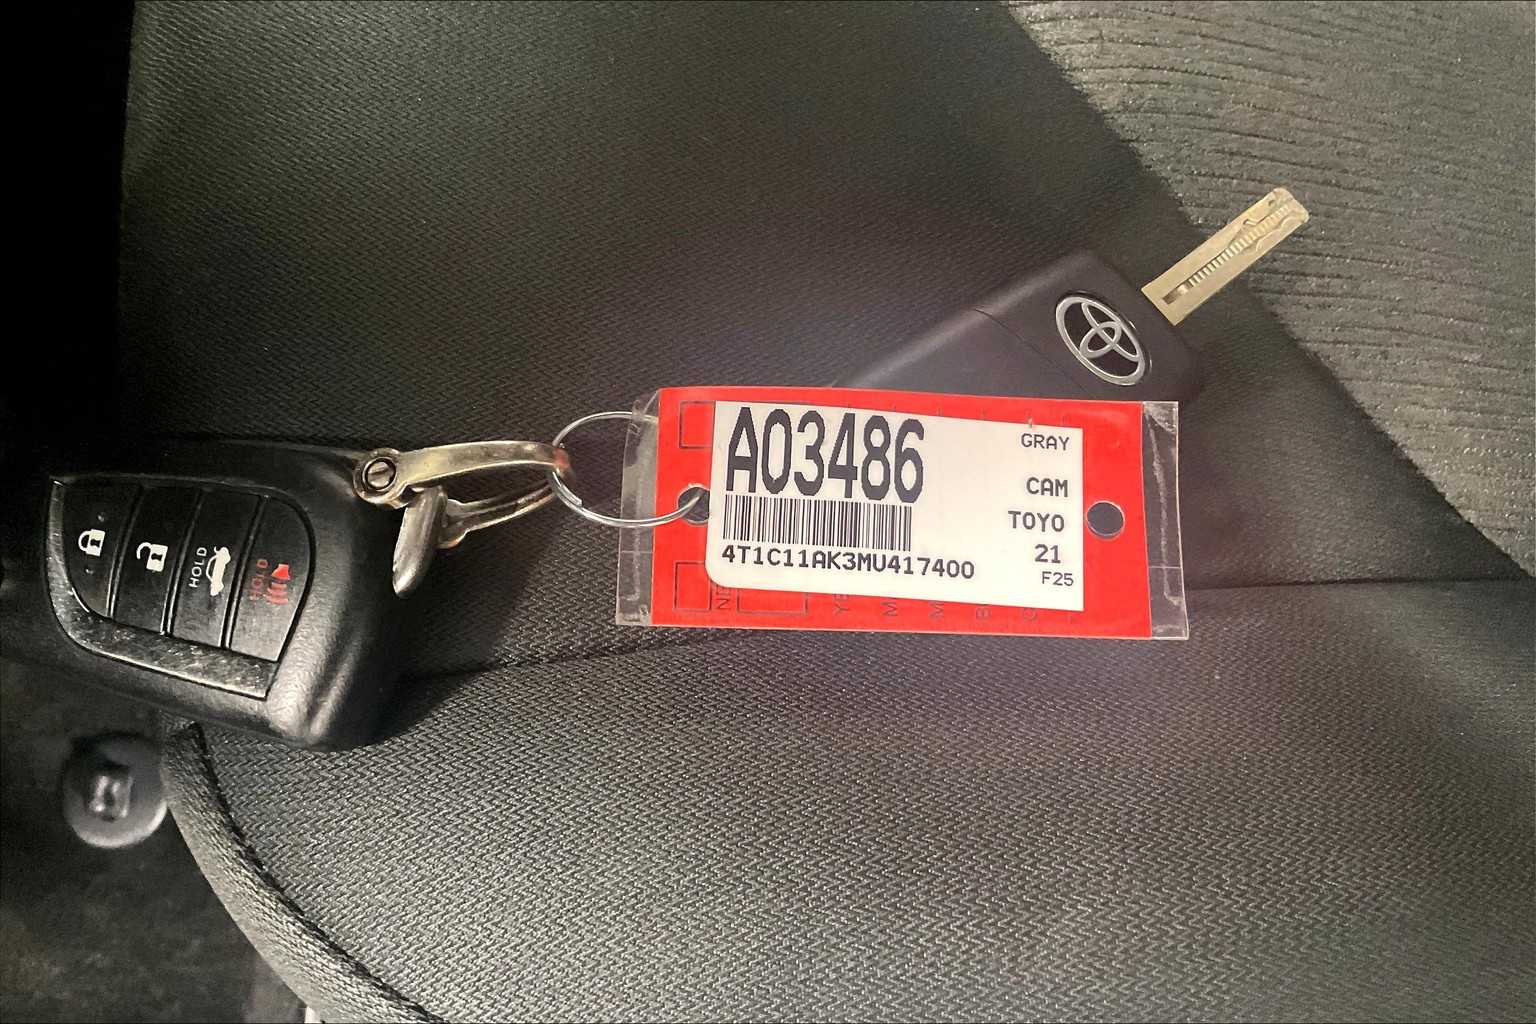 A03486
GRAY
CAM
TOYO
4T1C11AK3MU417400
21
F25
HOLD
HOLD